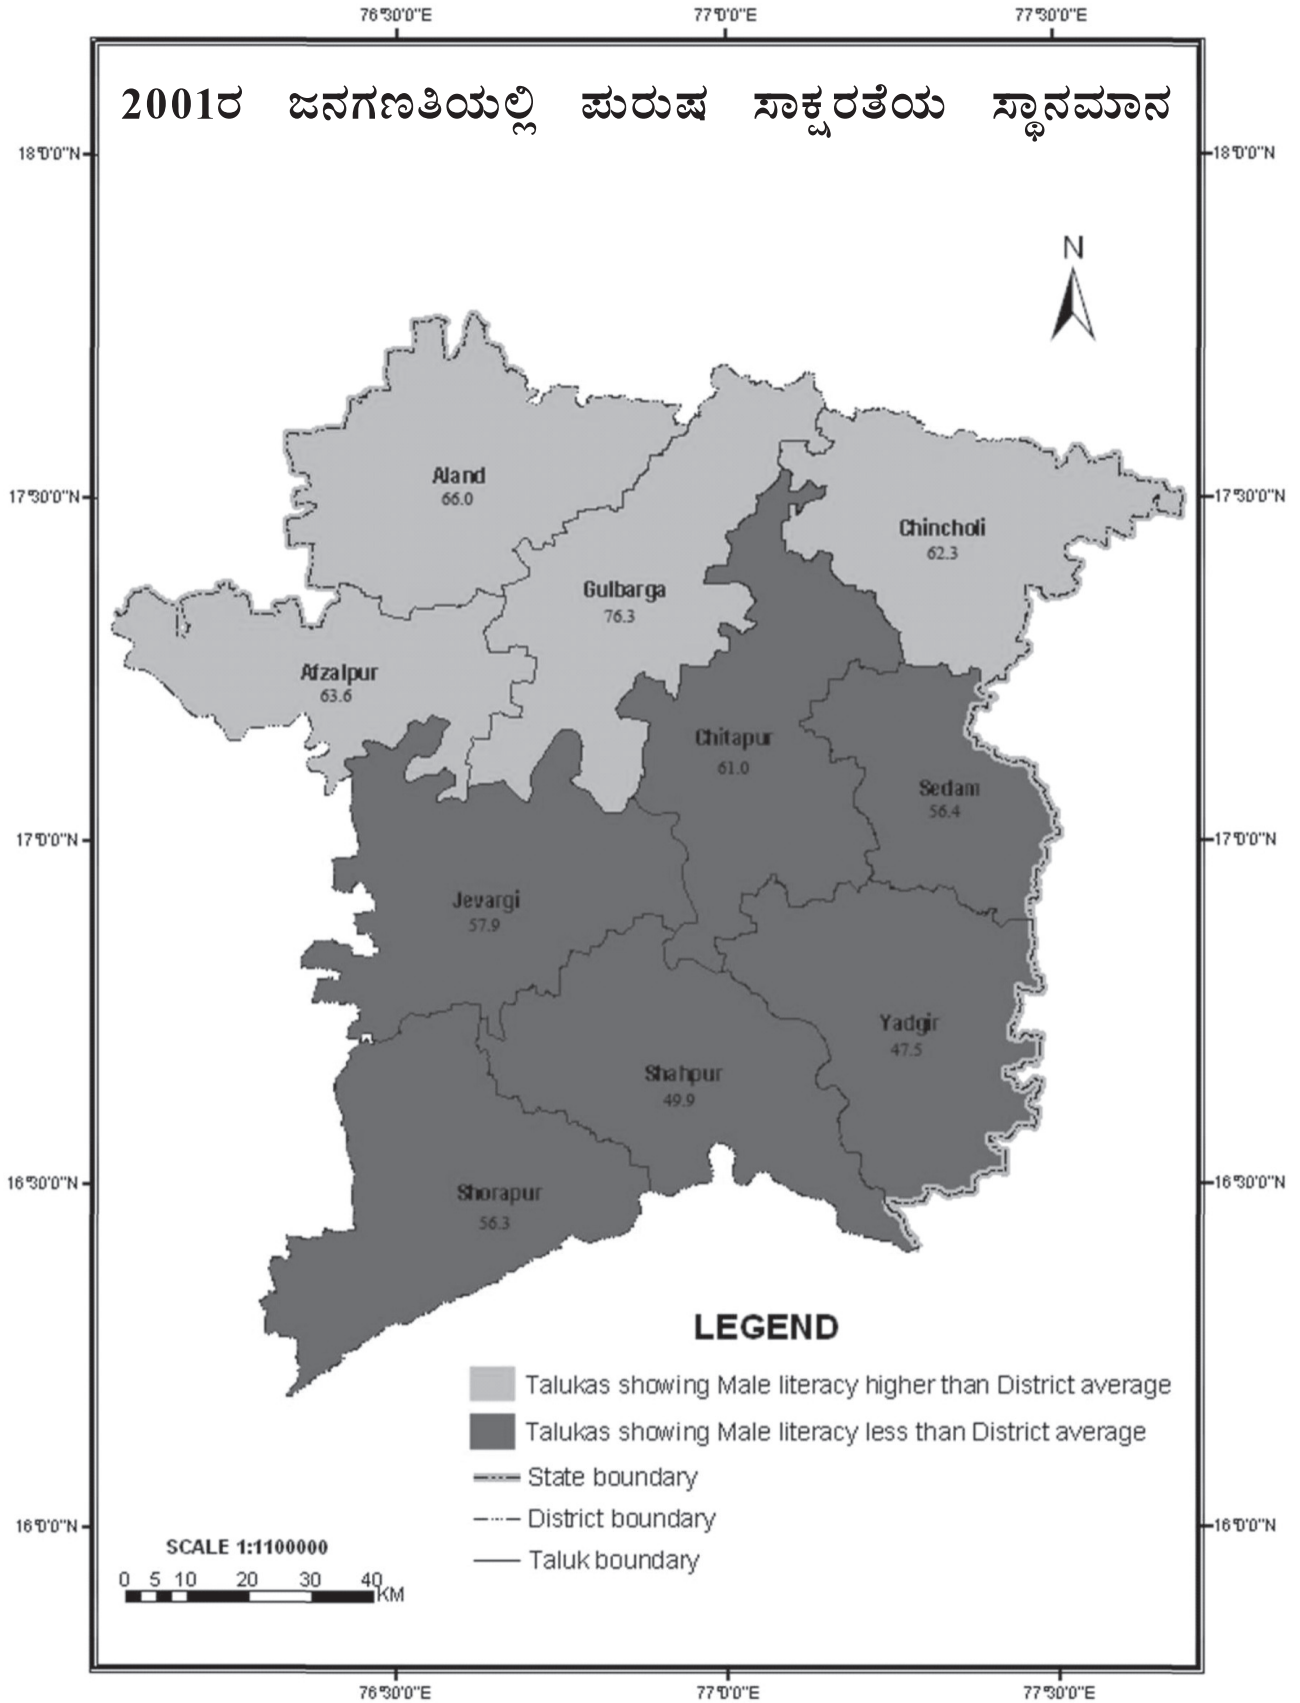 76°30'0"E 77°0'0"E 77°30'0"E
2001ರ ಜನಗಣತಿಯಲ್ಲಿ ಪುರುಷ ಸಾಕ್ಷರತೆಯ ಸ್ಥಾನಮಾನ
18°0'0"N 18°0'0"N
N
Aland
66.0
17°30'0"N 17°30'0"N
Chincholi
62.3
Gulbarga
76.3
Afzalpur
63.6
Chitapur
61.0
Sedam
56.4
17°0'0"N 17°0'0"N
Jevargi
57.9
Yadgir
47.5
Shahpur
49.9
16°30'0"N 16°30'0"N
Shorapur
56.3
LEGEND
Talukas showing Male literacy higher than District average
Talukas showing Male literacy less than District average
State boundary
District boundary
Taluk boundary
16°0'0"N 16°0'0"N
SCALE 1:1100000
0 5 10 20 30 40
KM
76°30'0"E 77°0'0"E 77°30'0"E